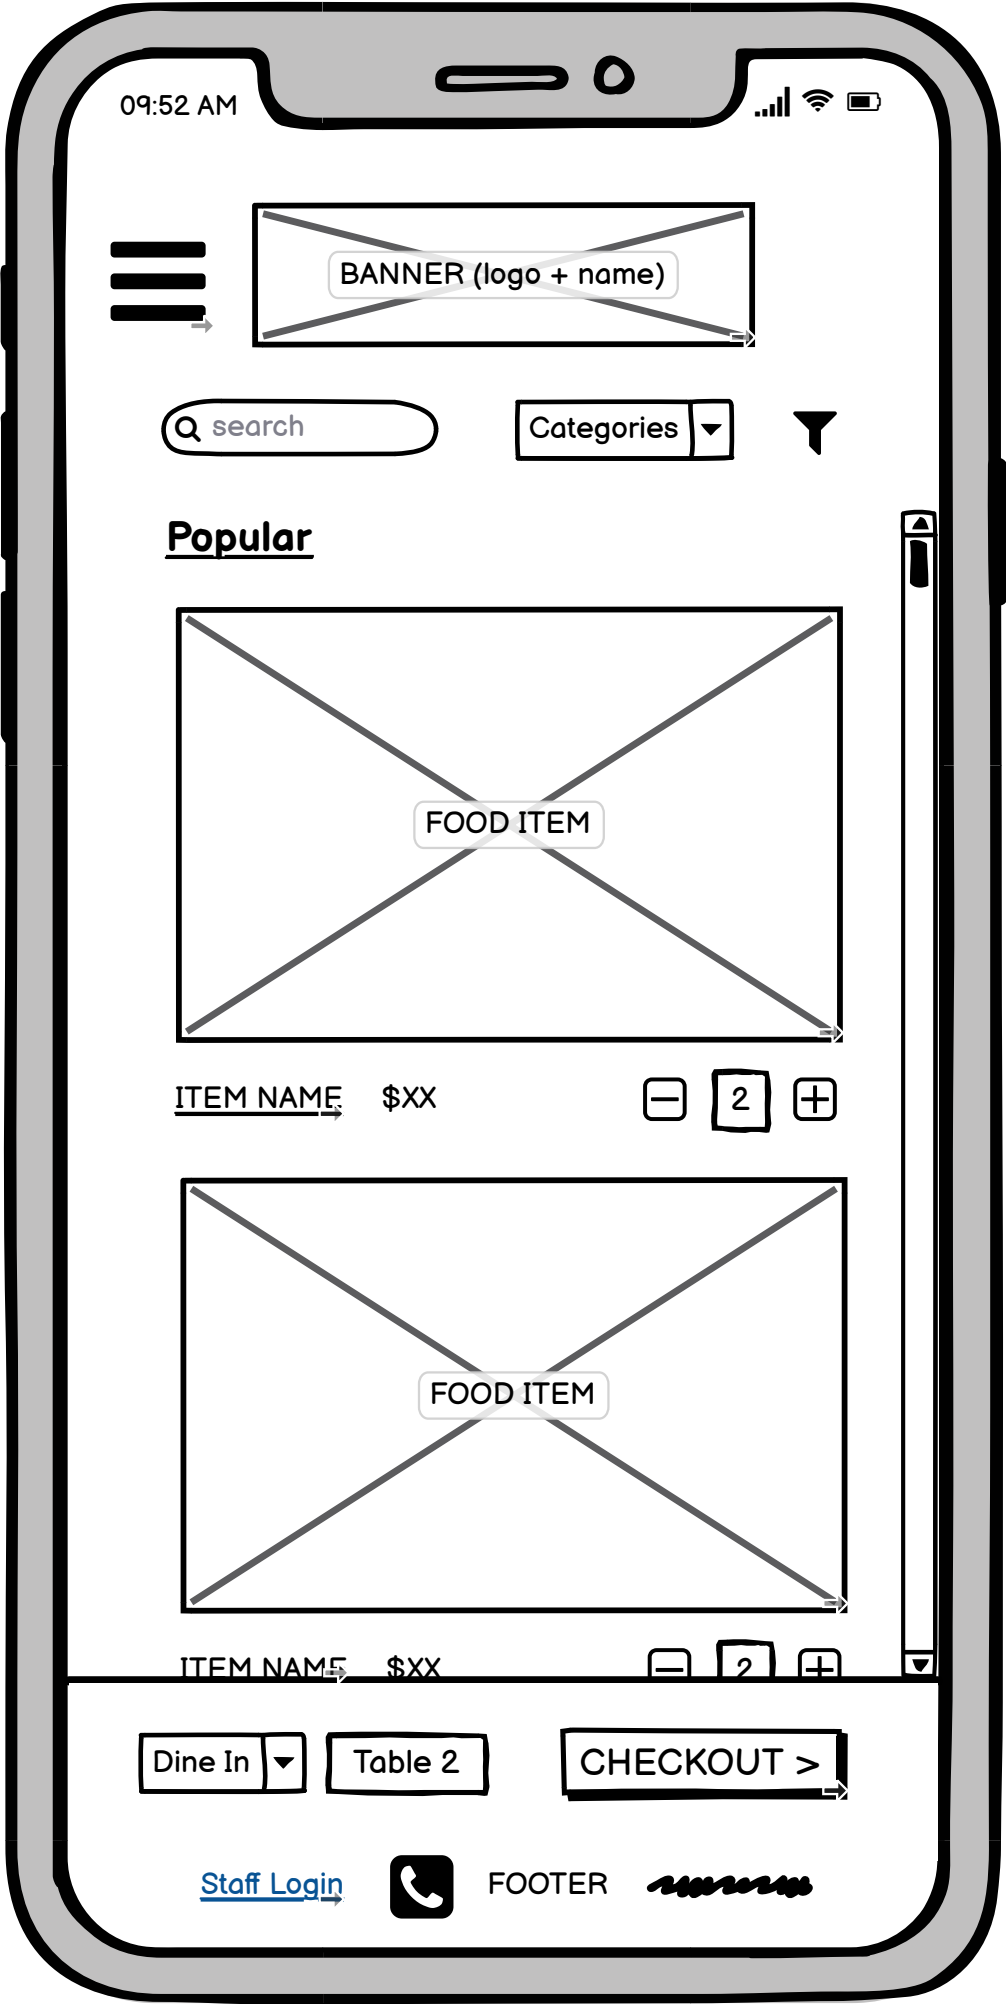 09:52 AM
BANNER (logo + name)
search
Categories
Popular
FOOD ITEM
ITEM NAME $XX - 2 +
FOOD ITEM
ITEM NAME $XX - 2 +
Dine In Table 2 CHECKOUT >
Staff Login FOOTER